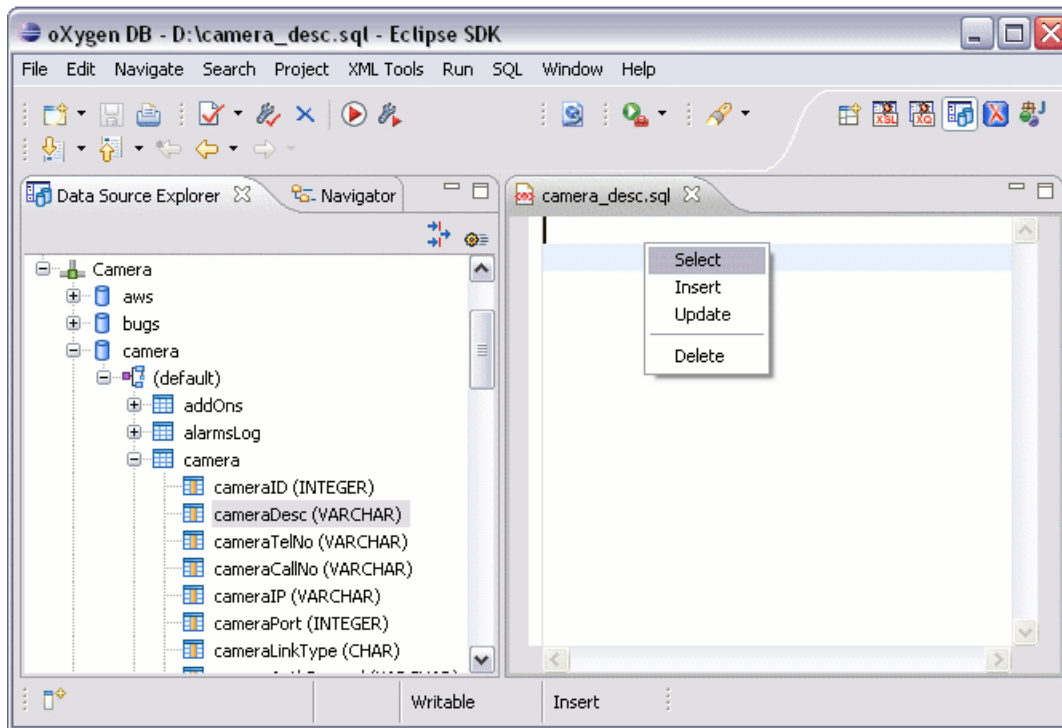 oXygen DB - D:\camera_desc.sql - Eclipse SDK
File Edit Navigate Search Project XML Tools Run SQL Window Help
XSL XQ X J
Data Source Explorer Navigator
camera_desc.sql
Camera
aws
bugs
camera
(default)
addOns
alarmsLog
camera
cameraID (INTEGER)
cameraDesc (VARCHAR)
cameraTelNo (VARCHAR)
cameraCallNo (VARCHAR)
cameraIP (VARCHAR)
cameraPort (INTEGER)
cameraLinkType (CHAR)
Select
Insert
Update
Delete
Writable Insert